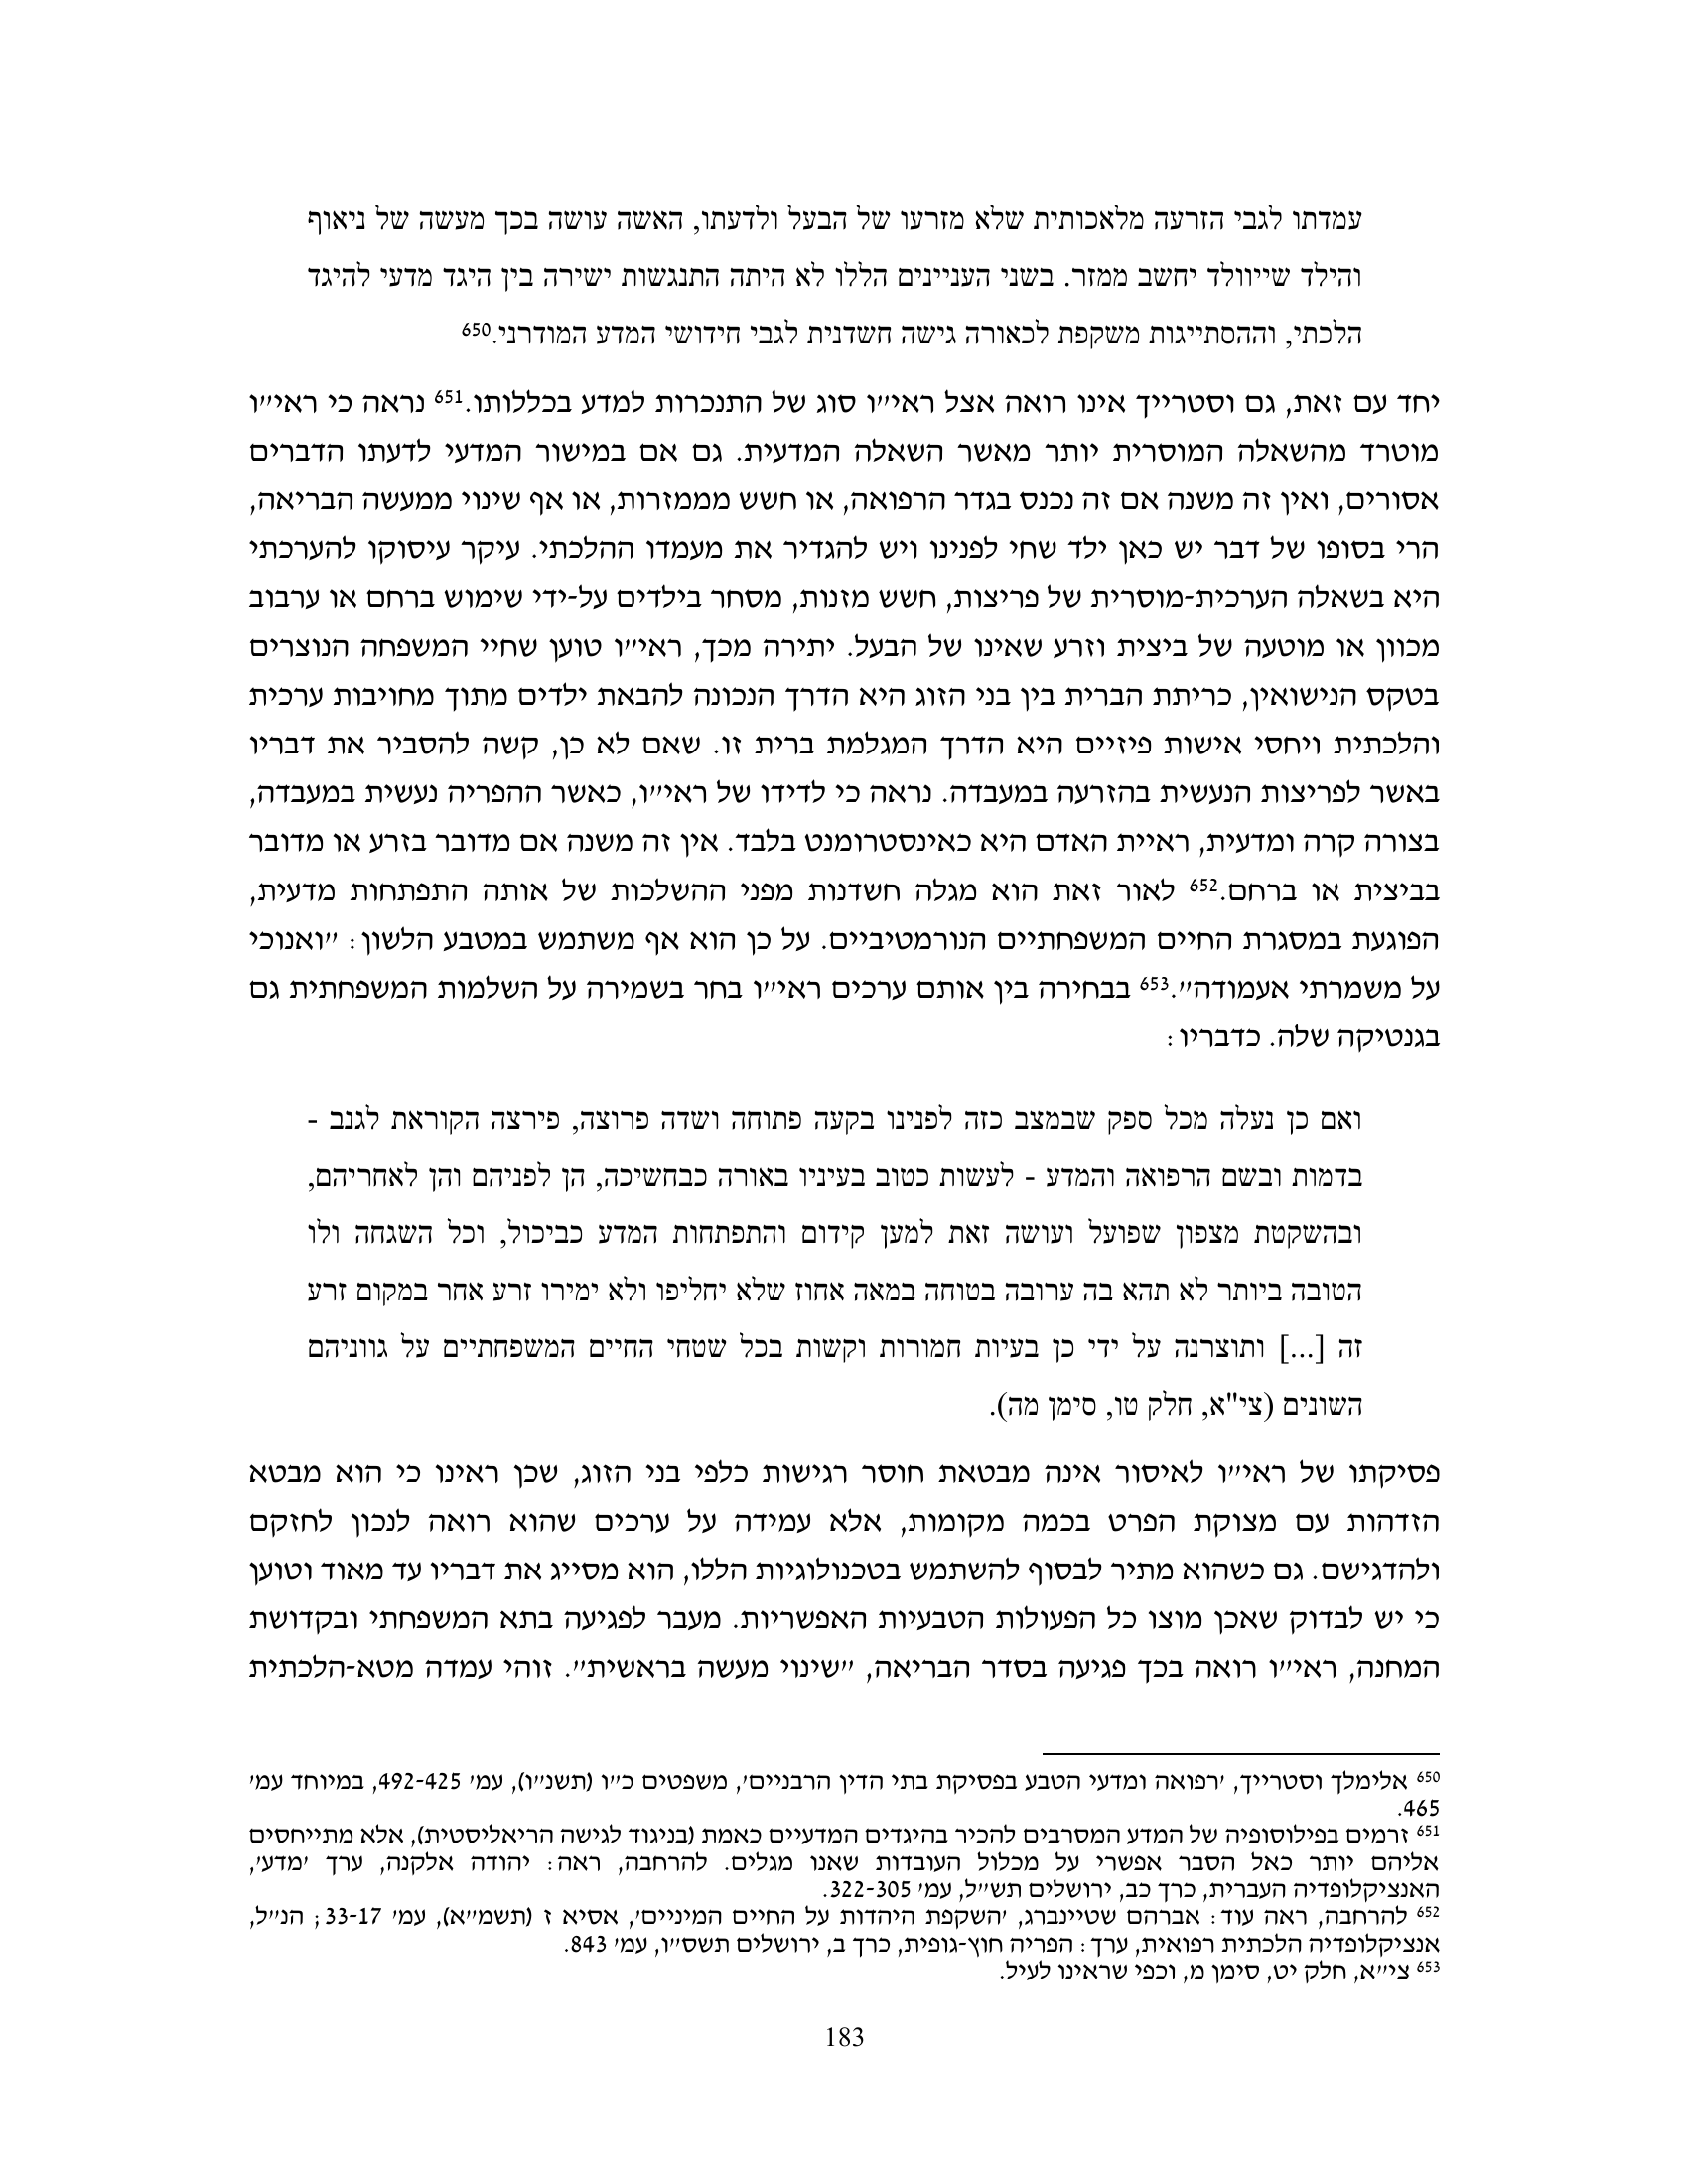 עמדתו לגבי הזרעה מלאכותית שלא מזרעו של הבעל ולדעתו, האשה עושה בכך מעשה של ניאוף
והילד שייוולד יחשב ממזר. בשני העניינים הללו לא היתה התנגשות ישירה בין היגד מדעי להיגד
הלכתי, וההסתייגות משקפת לכאורה גישה חשדנית לגבי חידושי המדע המודרני.650
יחד עם זאת, גם וסטרייך אינו רואה אצל ראי״ו סוג של התנכרות למדע בכללותו.651 נראה כי ראי״ו
מוטרד מהשאלה המוסרית יותר מאשר השאלה המדעית. גם אם במישור המדעי לדעתו הדברים
אסורים, ואין זה משנה אם זה נכנס בגדר הרפואה, או חשש מממזרות, או אף שינוי ממעשה הבריאה,
הרי בסופו של דבר יש כאן ילד שחי לפנינו ויש להגדיר את מעמדו ההלכתי. עיקר עיסוקו להערכתי
היא בשאלה הערכית-מוסרית של פריצות, חשש מזנות, מסחר בילדים על-ידי שימוש ברחם או ערבוב
מכוון או מוטעה של ביצית וזרע שאינו של הבעל. יתירה מכך, ראי״ו טוען שחיי המשפחה הנוצרים
בטקס הנישואין, כריתת הברית בין בני הזוג היא הדרך הנכונה להבאת ילדים מתוך מחויבות ערכית
והלכתית ויחסי אישות פיזיים היא הדרך המגלמת ברית זו. שאם לא כן, קשה להסביר את דבריו
באשר לפריצות הנעשית בהזרעה במעבדה. נראה כי לדידו של ראי״ו, כאשר ההפריה נעשית במעבדה,
בצורה קרה ומדעית, ראיית האדם היא כאינסטרומנט בלבד. אין זה משנה אם מדובר בזרע או מדובר
בביצית או ברחם.652 לאור זאת הוא מגלה חשדנות מפני ההשלכות של אותה התפתחות מדעית,
הפוגעת במסגרת החיים המשפחתיים הנורמטיביים. על כן הוא אף משתמש במטבע הלשון: ״ואנוכי
על משמרתי אעמודה״.653 בבחירה בין אותם ערכים ראי״ו בחר בשמירה על השלמות המשפחתית גם
בגנטיקה שלה. כדבריו:
ואם כן נעלה מכל ספק שבמצב כזה לפנינו בקעה פתוחה ושדה פרוצה, פירצה הקוראת לגנב -
בדמות ובשם הרפואה והמדע - לעשות כטוב בעיניו באורה כבחשיכה, הן לפניהם והן לאחריהם,
ובהשקטת מצפון שפועל ועושה זאת למען קידום והתפתחות המדע כביכול, וכל השגחה ולו
הטובה ביותר לא תהא בה ערובה בטוחה במאה אחוז שלא יחליפו ולא ימירו זרע אחר במקום זרע
זה [...] ותוצרנה על ידי כן בעיות חמורות וקשות בכל שטחי החיים המשפחתיים על גווניהם
השונים (צי"א, חלק טו, סימן מה).
פסיקתו של ראי״ו לאיסור אינה מבטאת חוסר רגישות כלפי בני הזוג, שכן ראינו כי הוא מבטא
הזדהות עם מצוקת הפרט בכמה מקומות, אלא עמידה על ערכים שהוא רואה לנכון לחזקם
ולהדגישם. גם כשהוא מתיר לבסוף להשתמש בטכנולוגיות הללו, הוא מסייג את דבריו עד מאוד וטוען
כי יש לבדוק שאכן מוצו כל הפעולות הטבעיות האפשריות. מעבר לפגיעה בתא המשפחתי ובקדושת
המחנה, ראי״ו רואה בכך פגיעה בסדר הבריאה, ״שינוי מעשה בראשית״. זוהי עמדה מטא-הלכתית
650 אלימלך וסטרייך, ׳רפואה ומדעי הטבע בפסיקת בתי הדין הרבניים׳, משפטים כ״ו (תשנ״ו), עמ׳ 492-425, במיוחד עמ׳
465.
651 זרמים בפילוסופיה של המדע המסרבים להכיר בהיגדים המדעיים כאמת (בניגוד לגישה הריאליסטית), אלא מתייחסים
אליהם יותר כאל הסבר אפשרי על מכלול העובדות שאנו מגלים. להרחבה, ראה: יהודה אלקנה, ערך ׳מדע׳,
האנציקלופדיה העברית, כרך כב, ירושלים תש״ל, עמ׳ 322-305.
652 להרחבה, ראה עוד: אברהם שטיינברג, ׳השקפת היהדות על החיים המיניים׳, אסיא ז (תשמ״א), עמ׳ 33-17; הנ״ל,
אנציקלופדיה הלכתית רפואית, ערך: הפריה חוץ-גופית, כרך ב, ירושלים תשס״ו, עמ׳ 843.
653 צי״א, חלק יט, סימן מ, וכפי שראינו לעיל.
183